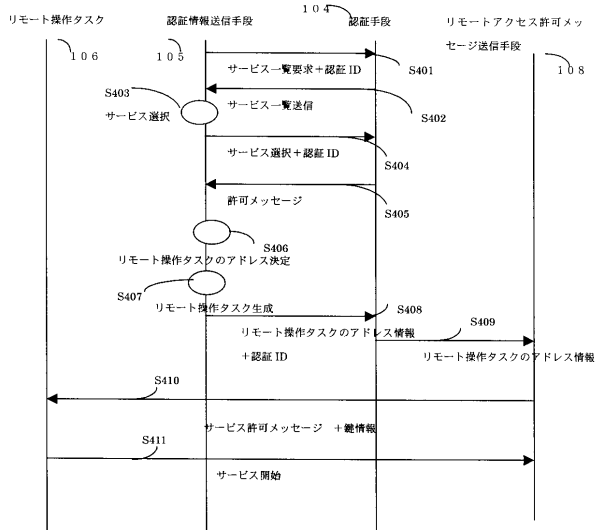 リモート操作タスク
認証情報送信手段
１０４
認証手段
リモートアクセス許可メッ
セージ送信手段
１０６
１０５
１０８
サービス一覧要求＋認証 ID
S401
S403
サービス一覧送信
S402
サービス選択
サービス選択＋認証 ID
S404
許可メッセージ
S405
S406
リモート操作タスクのアドレス決定
S407
リモート操作タスク生成
S408
リモート操作タスクのアドレス情報
＋認証 ID
S409
リモート操作タスクのアドレス情報
S410
サービス許可メッセージ ＋鍵情報
S411
サービス開始